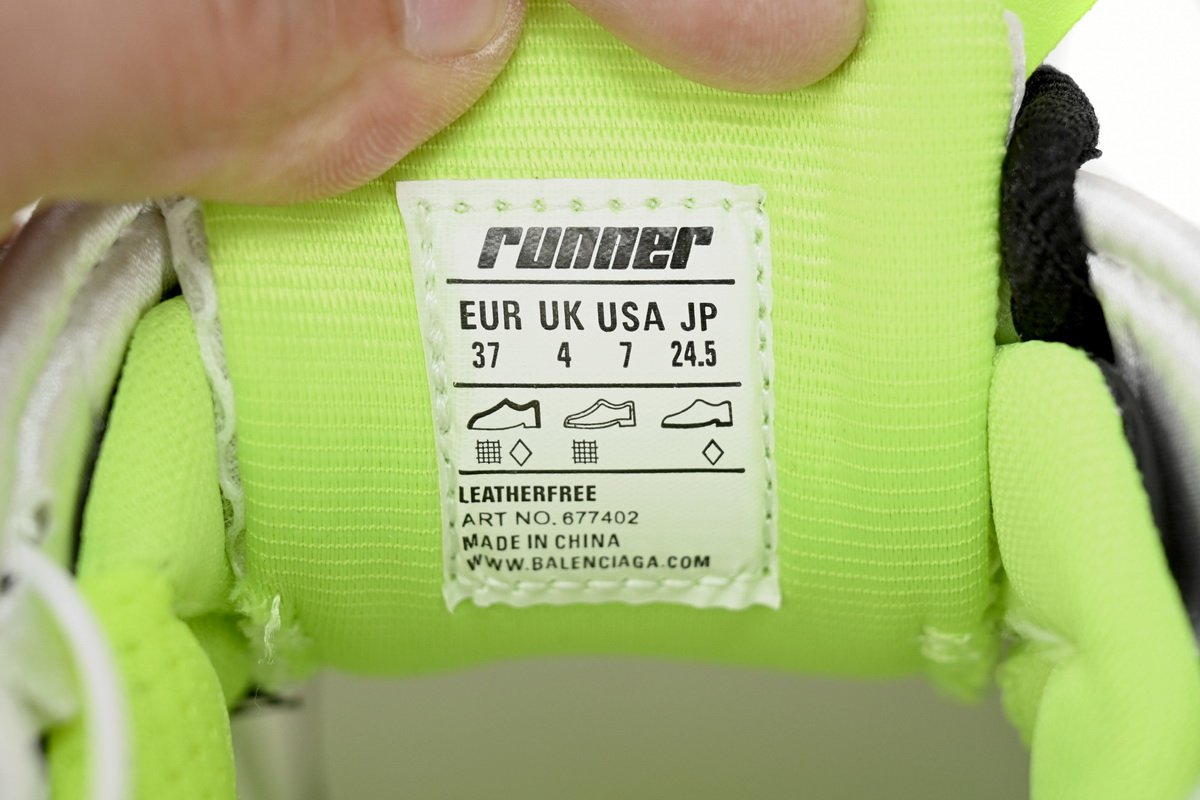 runner
EUR UK USA JP
37 4 7 24.5
LEATHERFREE
ART NO. 677402
MADE IN CHINA
WWW.BALENCIAGA.COM